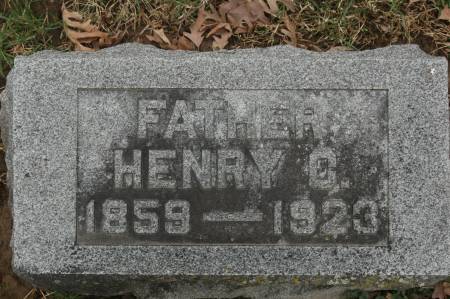 FATHER
HENRY G.
1859 — 1923